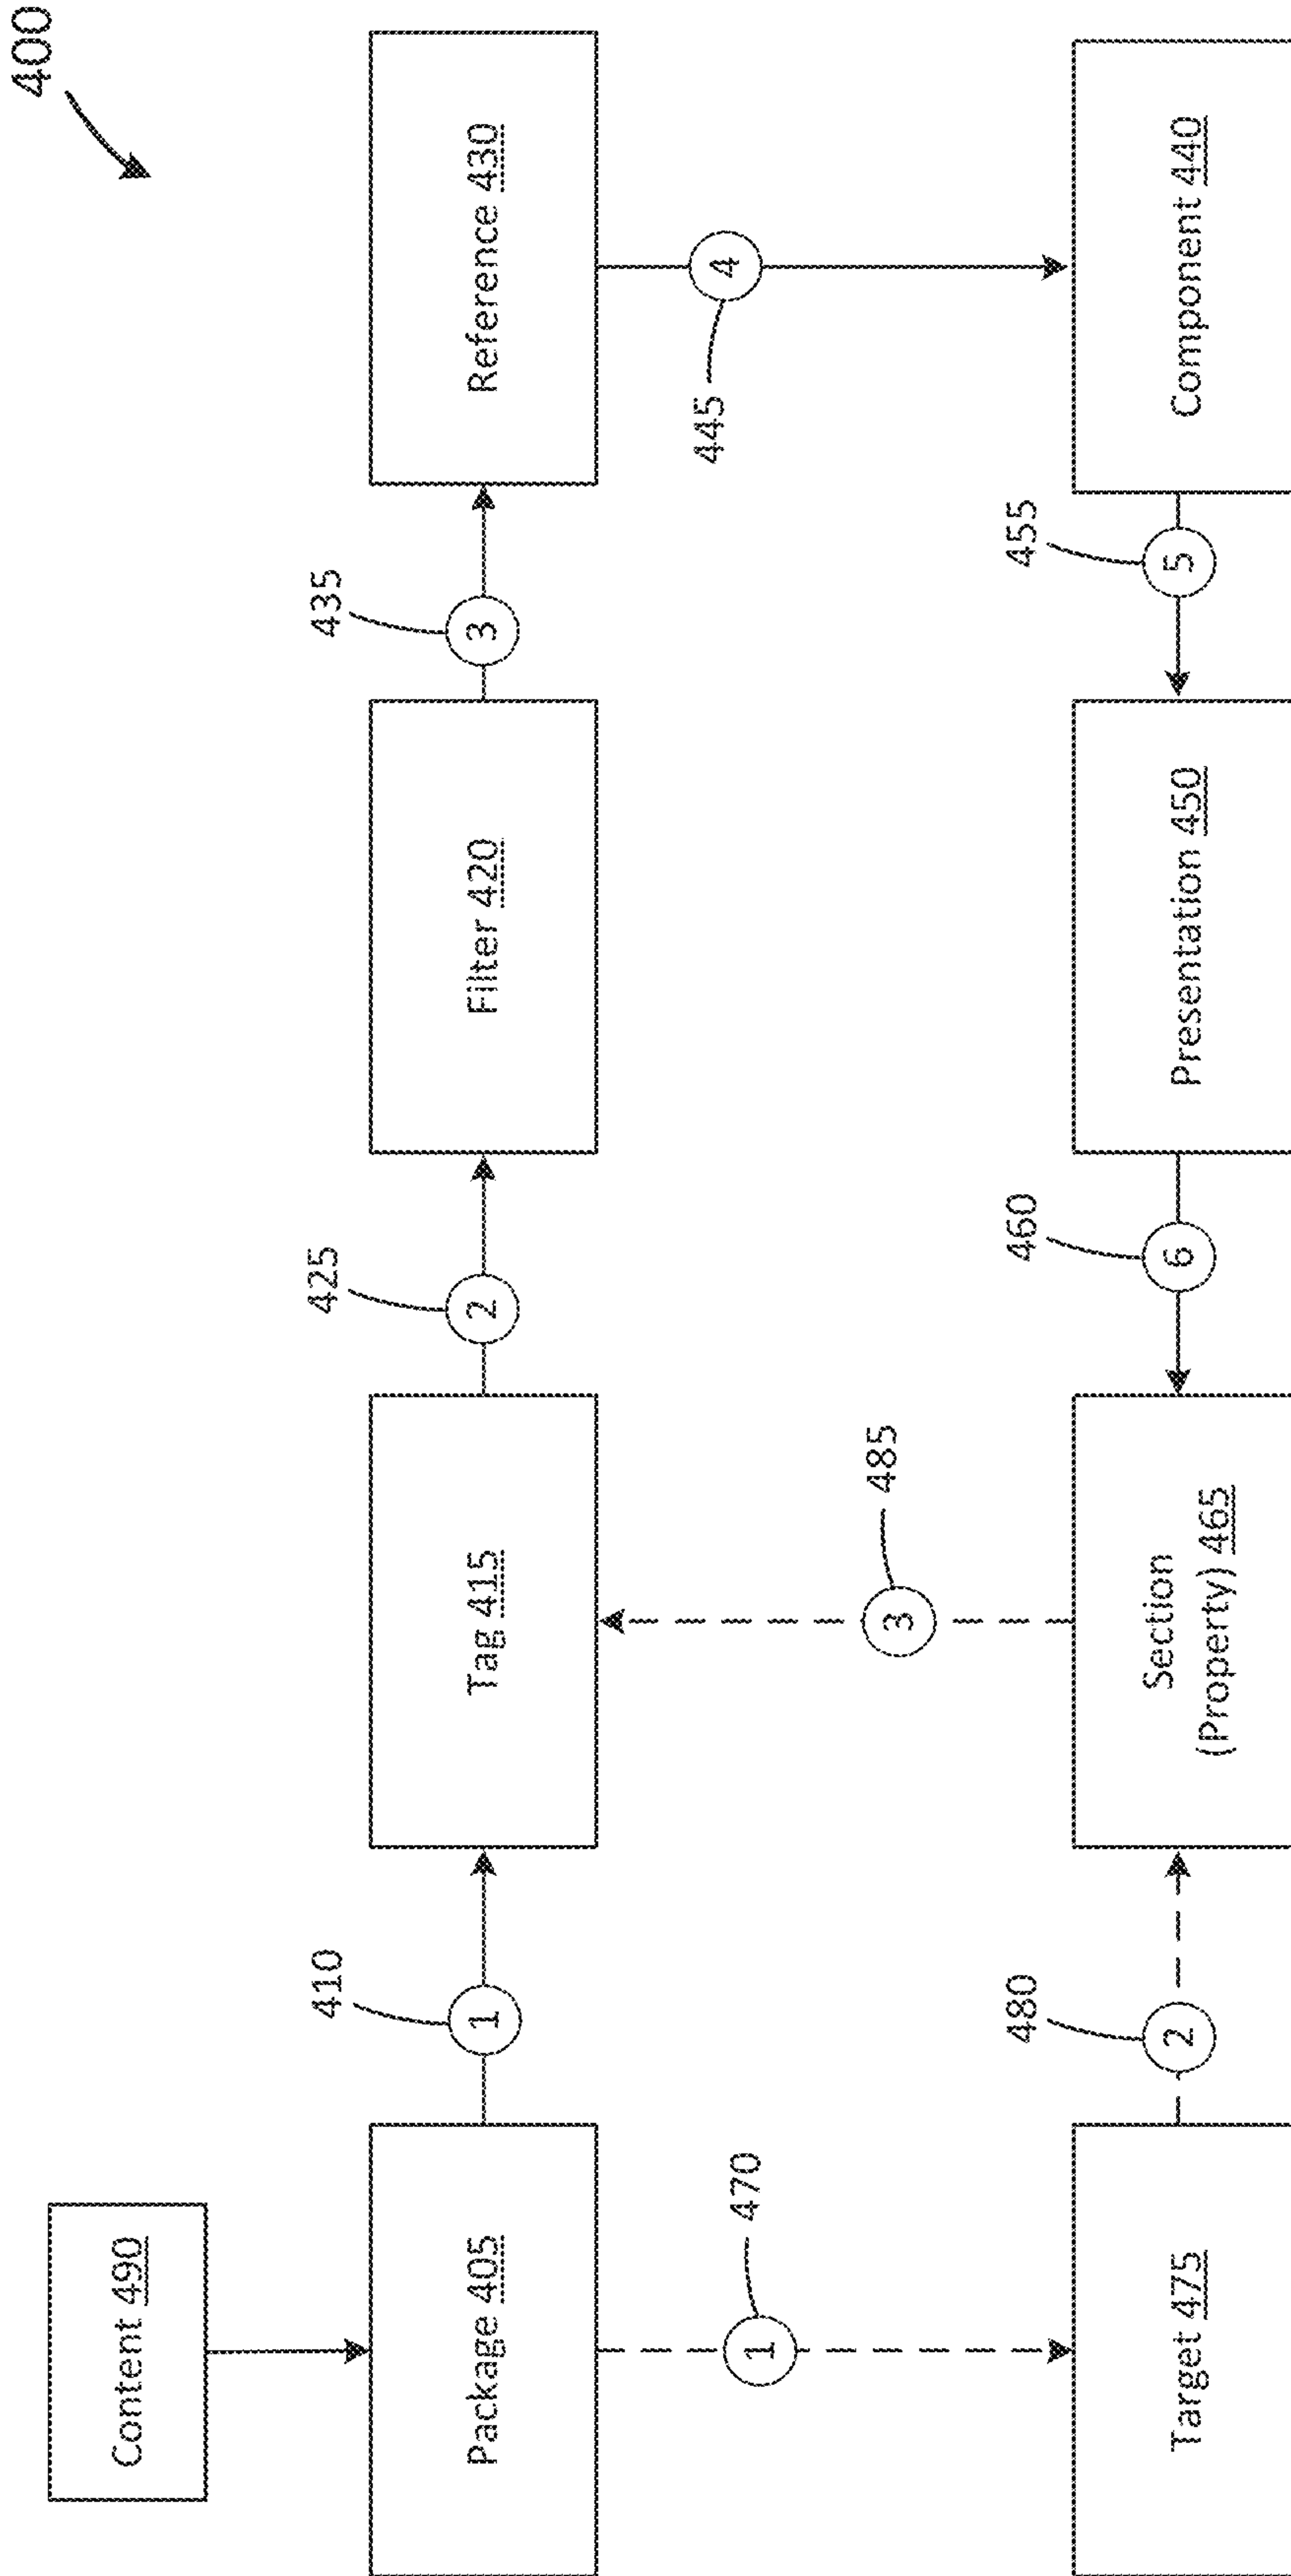 400
Content 490
Package 405
410
1
Tag 415
425
2
Filter 420
435
3
Reference 430
470
1
485
3
445
4
Target 475
480
2
Section
(Property) 465
460
6
Presentation 450
455
5
Component 440